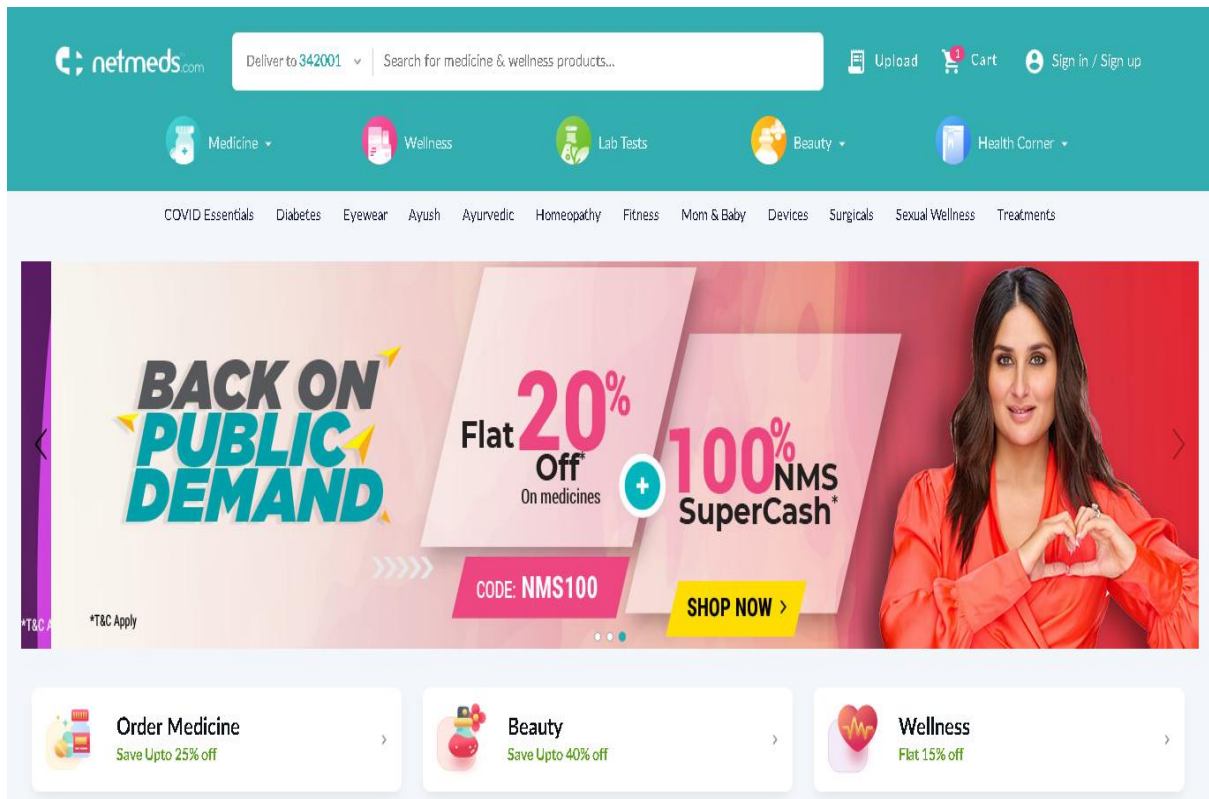 netmeds.com
Deliver to 342001
Search for medicine & wellness products...
Upload
1
Cart
Sign in / Sign up
Medicine
Wellness
Lab Tests
Beauty
Health Corner
COVID Essentials Diabetes Eyewear Ayush Ayurvedic Homeopathy Fitness Mom & Baby Devices Surgicals Sexual Wellness Treatments
BACK ON
PUBLIC
DEMAND
Flat 20%
Off*
On medicines
+
100% NMS
SuperCash*
CODE: NMS100
SHOP NOW >
*T&C A
*T&C Apply
Order Medicine
Save Upto 25% off
Beauty
Save Upto 40% off
Wellness
Flat 15% off